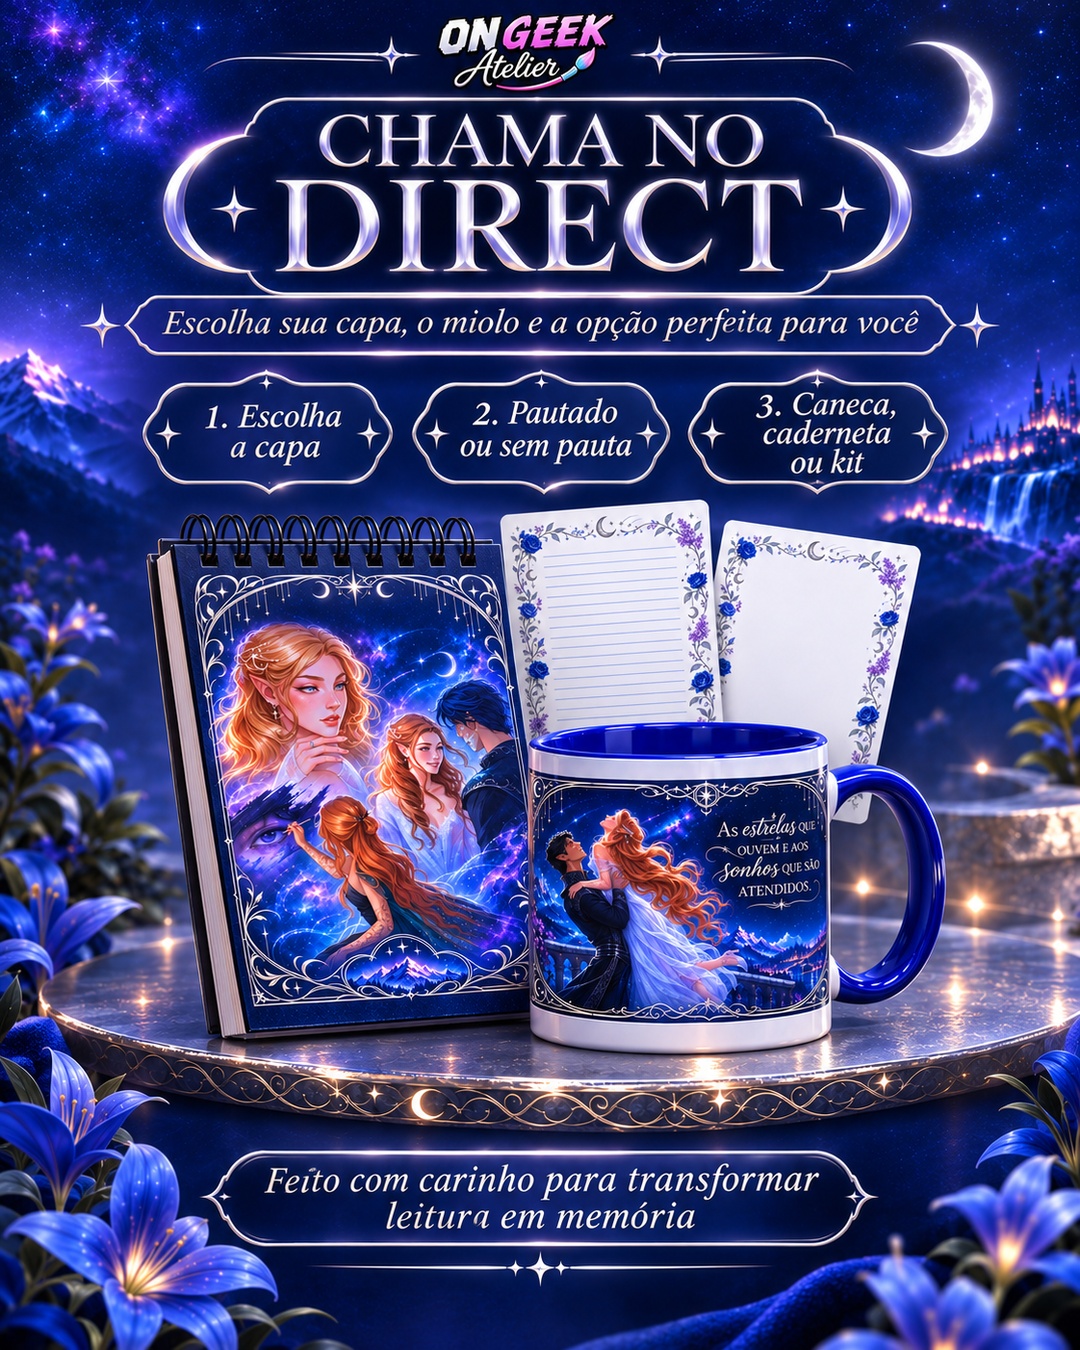 ON GEEK
Atelier
CHAMA NO
DIRECT
Escolha sua capa, o miolo e a opção perfeita para você
1. Escolha
a capa
2. Pautado
ou sem pauta
3. Caneca,
caderneta
ou kit
AS estrelas QUE
OUVEM E AOS
sonhos QUE SÃO
ATENDIDOS.
Feito com carinho para transformar
leitura em memória